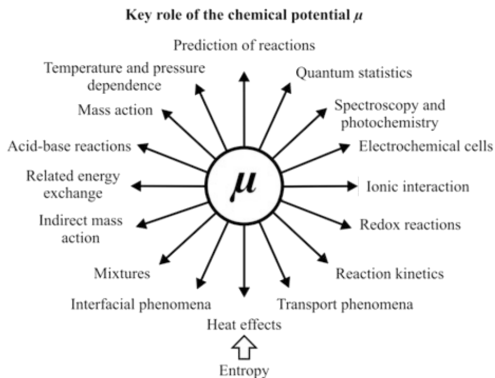 Key role of the chemical potential μ
Prediction of reactions
Temperature and pressure
dependence
Quantum statistics
Mass action
Spectroscopy and
photochemistry
Acid-base reactions
Electrochemical cells
μ
Related energy
exchange
Ionic interaction
Indirect mass
action
Redox reactions
Mixtures
Reaction kinetics
Interfacial phenomena
Transport phenomena
Heat effects
Entropy